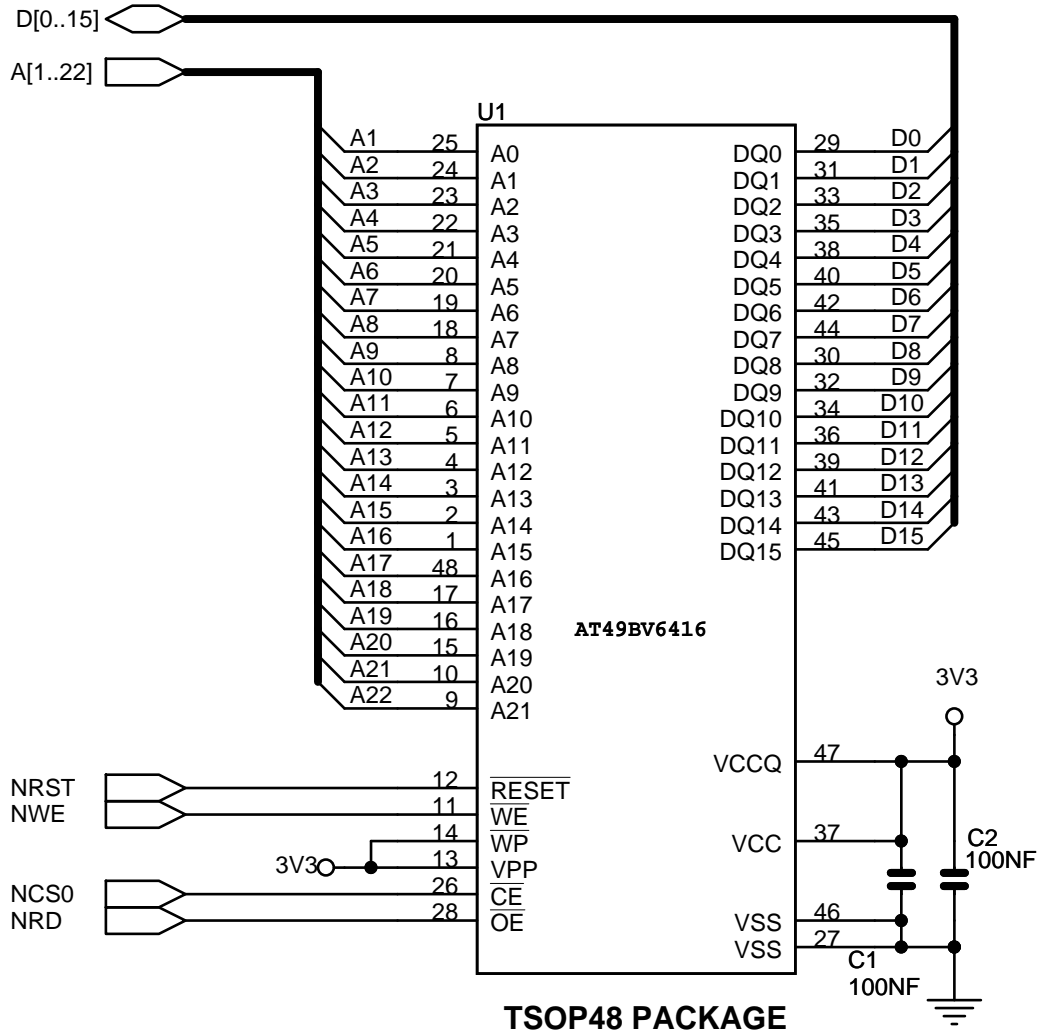 D[0..15]
A[1..22]
U1
A1 25 A0 DQ0 29 D0
A2 24 A1 DQ1 31 D1
A3 23 A2 DQ2 33 D2
A4 22 A3 DQ3 35 D3
A5 21 A4 DQ4 38 D4
A6 20 A5 DQ5 40 D5
A7 19 A6 DQ6 42 D6
A8 18 A7 DQ7 44 D7
A9 8 A8 DQ8 30 D8
A10 7 A9 DQ9 32 D9
A11 6 A10 DQ10 34 D10
A12 5 A11 DQ11 36 D11
A13 4 A12 DQ12 39 D12
A14 3 A13 DQ13 41 D13
A15 2 A14 DQ14 43 D14
A16 1 A15 DQ15 45 D15
A17 48 A16
A18 17 A17
A19 16 A18
AT49BV6416
A20 15 A19
A21 10 A20
A22 9 A21
3V3
VCCQ 47
NRST 12 RESET
NWE 11 WE
14 WP VCC 37
C2
100NF
3V3 13 VPP
NCS0 26 CE
NRD 28 OE
VSS 46
VSS 27
C1
100NF
TSOP48 PACKAGE